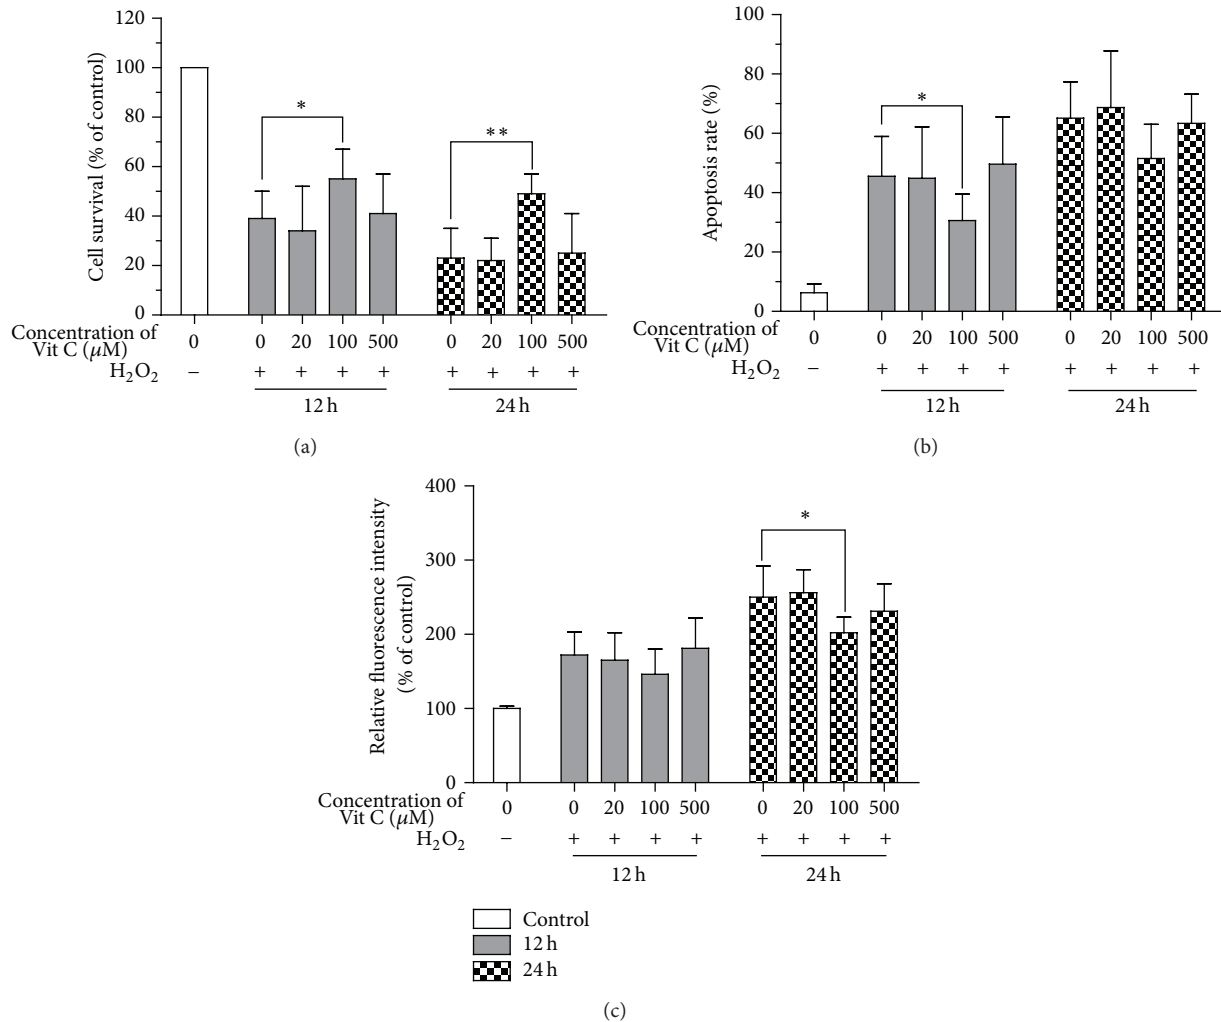 Cell survival (% of control)
120
100
80
60
40
20
0
*
**
Concentration of
Vit C (μM)
0 0 20 100 500 0 20 100 500
H₂O₂ − + + + + + + + +
12 h 24 h
(a)
Apoptosis rate (%)
100
80
60
40
20
0
*
Concentration of
Vit C (μM)
0 0 20 100 500 0 20 100 500
H₂O₂ − + + + + + + + +
12 h 24 h
(b)
Relative fluorescence intensity
(% of control)
400
300
200
100
0
*
Concentration of
Vit C (μM)
0 0 20 100 500 0 20 100 500
H₂O₂ − + + + + + + + +
12 h 24 h
Control
12 h
24 h
(c)